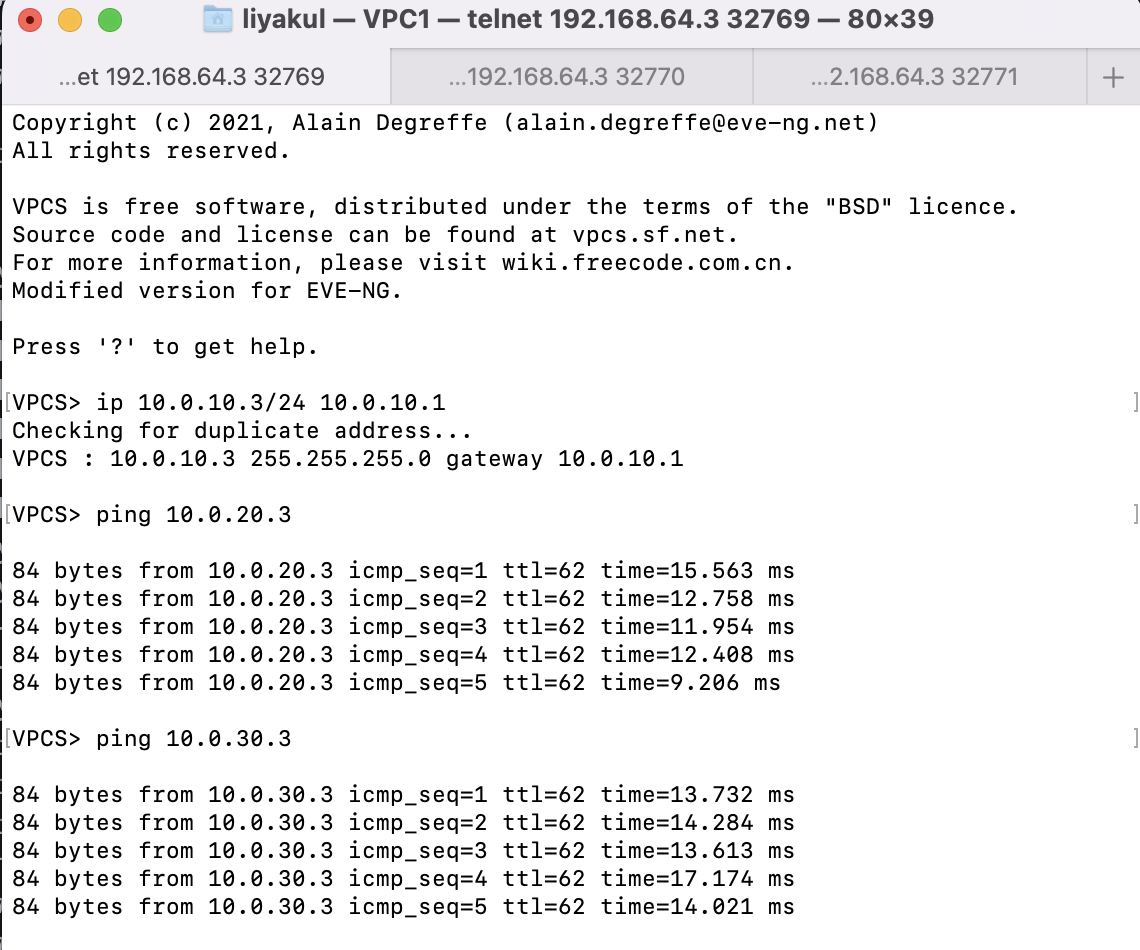 liyakul — VPC1 — telnet 192.168.64.3 32769 — 80×39
...et 192.168.64.3 32769
...192.168.64.3 32770
...2.168.64.3 32771
+
Copyright (c) 2021, Alain Degreffe (alain.degreffe@eve-ng.net)
All rights reserved.
VPCS is free software, distributed under the terms of the "BSD" licence.
Source code and license can be found at vpcs.sf.net.
For more information, please visit wiki.freecode.com.cn.
Modified version for EVE-NG.
Press '?' to get help.
[VPCS> ip 10.0.10.3/24 10.0.10.1 ]
Checking for duplicate address...
VPCS : 10.0.10.3 255.255.255.0 gateway 10.0.10.1
[VPCS> ping 10.0.20.3 ]
84 bytes from 10.0.20.3 icmp_seq=1 ttl=62 time=15.563 ms
84 bytes from 10.0.20.3 icmp_seq=2 ttl=62 time=12.758 ms
84 bytes from 10.0.20.3 icmp_seq=3 ttl=62 time=11.954 ms
84 bytes from 10.0.20.3 icmp_seq=4 ttl=62 time=12.408 ms
84 bytes from 10.0.20.3 icmp_seq=5 ttl=62 time=9.206 ms
[VPCS> ping 10.0.30.3 ]
84 bytes from 10.0.30.3 icmp_seq=1 ttl=62 time=13.732 ms
84 bytes from 10.0.30.3 icmp_seq=2 ttl=62 time=14.284 ms
84 bytes from 10.0.30.3 icmp_seq=3 ttl=62 time=13.613 ms
84 bytes from 10.0.30.3 icmp_seq=4 ttl=62 time=17.174 ms
84 bytes from 10.0.30.3 icmp_seq=5 ttl=62 time=14.021 ms